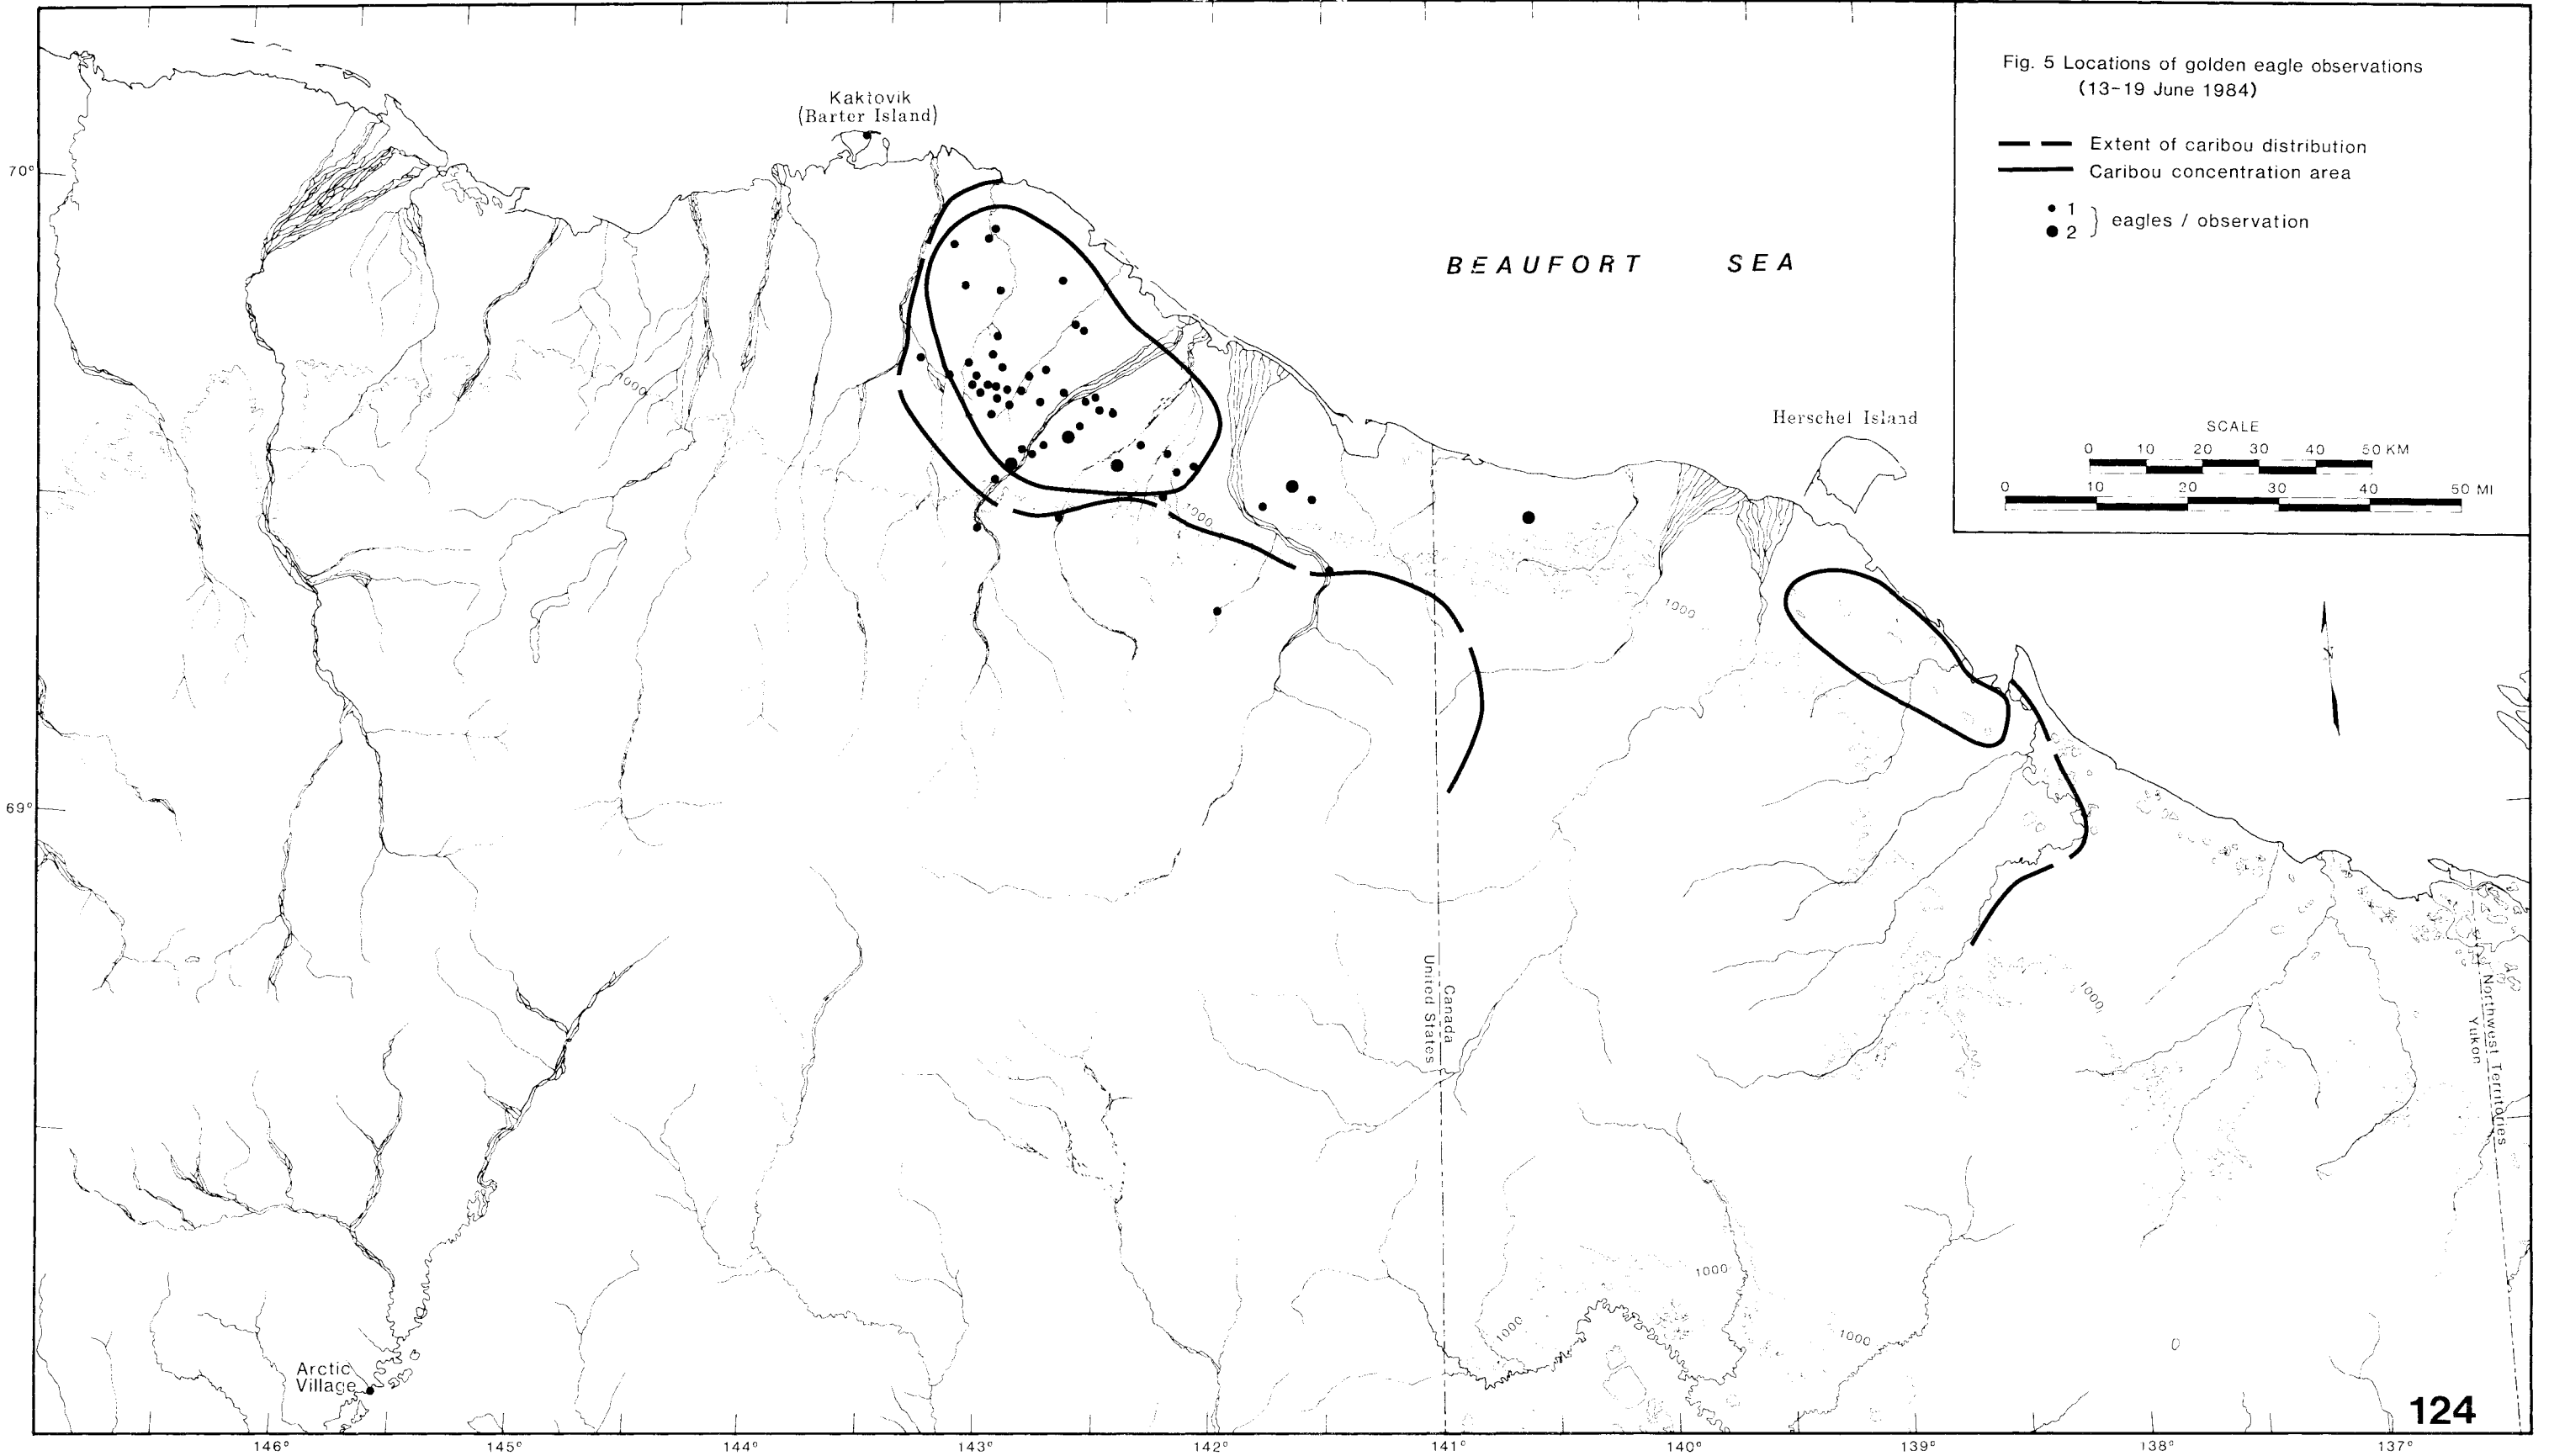 Fig. 5 Locations of golden eagle observations
(13-19 June 1984)
Extent of caribou distribution
Caribou concentration area
1
2
eagles / observation
SCALE
0 10 20 30 40 50 KM
0 10 20 30 40 50 MI
Kaktovik
(Barter Island)
70°
BEAUFORT SEA
1000
Herschel Island
1000
1000
N
69°
United States
Canada
1000
Northwest Territories
Yukon
1000
1000
1000
Arctic
Village
124
146° 145° 144° 143° 142° 141° 140° 139° 138° 137°